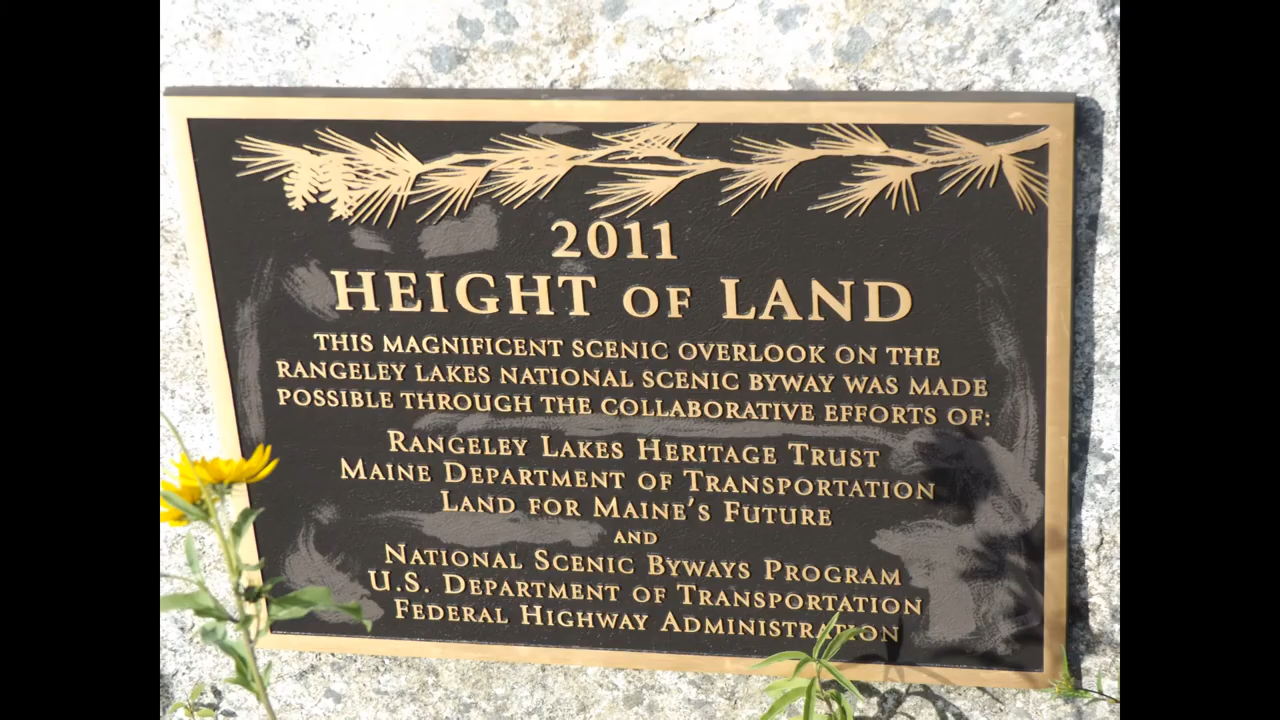 2011
HEIGHT OF LAND
THIS MAGNIFICENT SCENIC OVERLOOK ON THE
RANGELEY LAKES NATIONAL SCENIC BYWAY WAS MADE
POSSIBLE THROUGH THE COLLABORATIVE EFFORTS OF:
RANGELEY LAKES HERITAGE TRUST
MAINE DEPARTMENT OF TRANSPORTATION
LAND FOR MAINE'S FUTURE
AND
NATIONAL SCENIC BYWAYS PROGRAM
U.S. DEPARTMENT OF TRANSPORTATION
FEDERAL HIGHWAY ADMINISTRATION